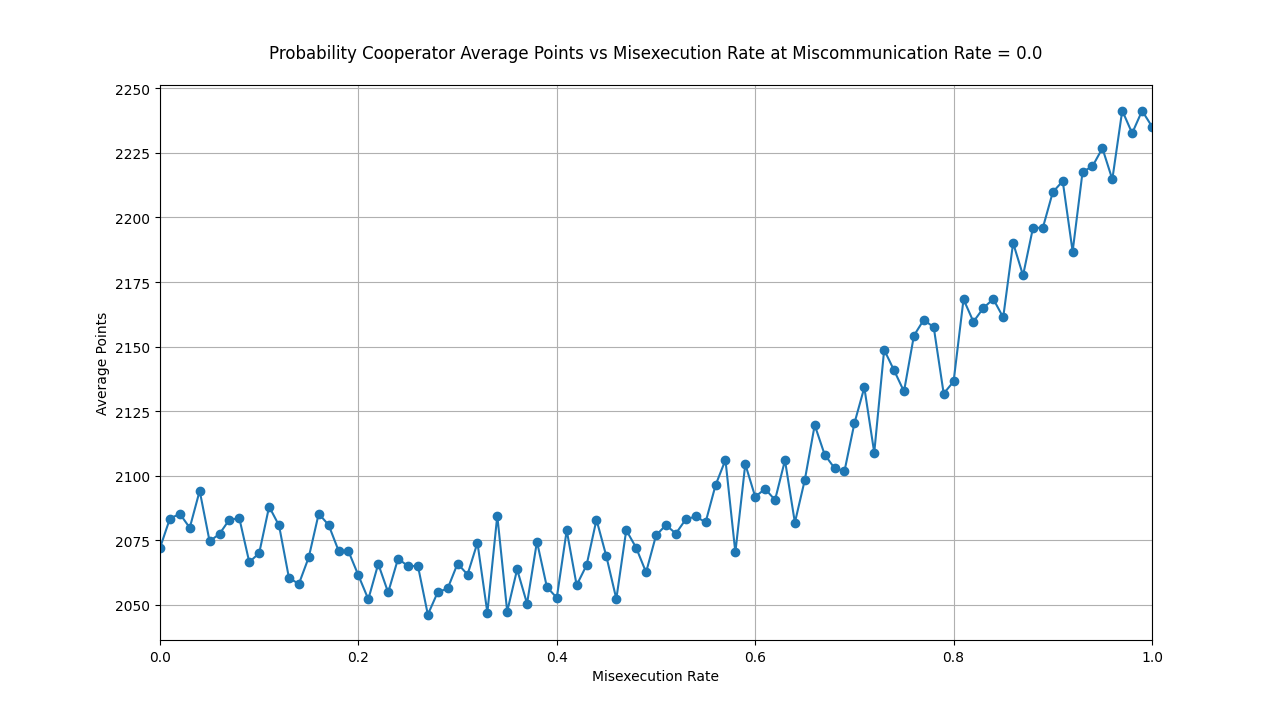 Probability Cooperator Average Points vs Misexecution Rate at Miscommunication Rate = 0.0
2250
2225
2200
2175
2150
2125
2100
2075
2050
Average Points
0.0 0.2 0.4 0.6 0.8 1.0
Misexecution Rate